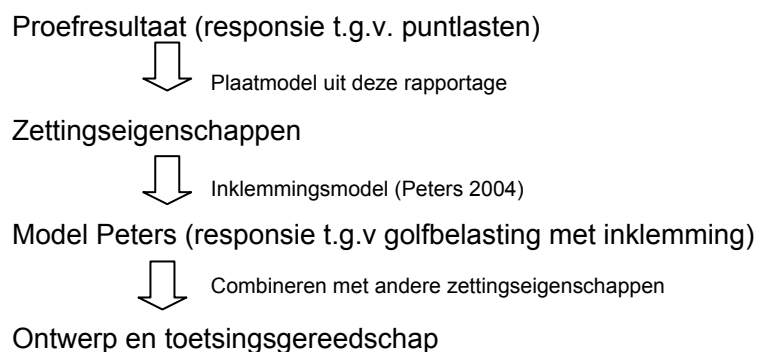 Proefresultaat (responsie t.g.v. puntlasten)
Plaatmodel uit deze rapportage
Zettingseigenschappen
Inklemmingsmodel (Peters 2004)
Model Peters (responsie t.g.v golfbelasting met inklemming)
Combineren met andere zettingseigenschappen
Ontwerp en toetsingsgereedschap